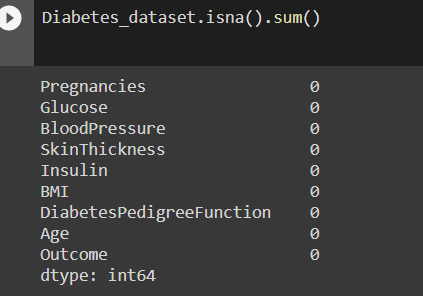 Diabetes_dataset.isna().sum()
Pregnancies 0
Glucose 0
BloodPressure 0
SkinThickness 0
Insulin 0
BMI 0
DiabetesPedigreeFunction 0
Age 0
Outcome 0
dtype: int64